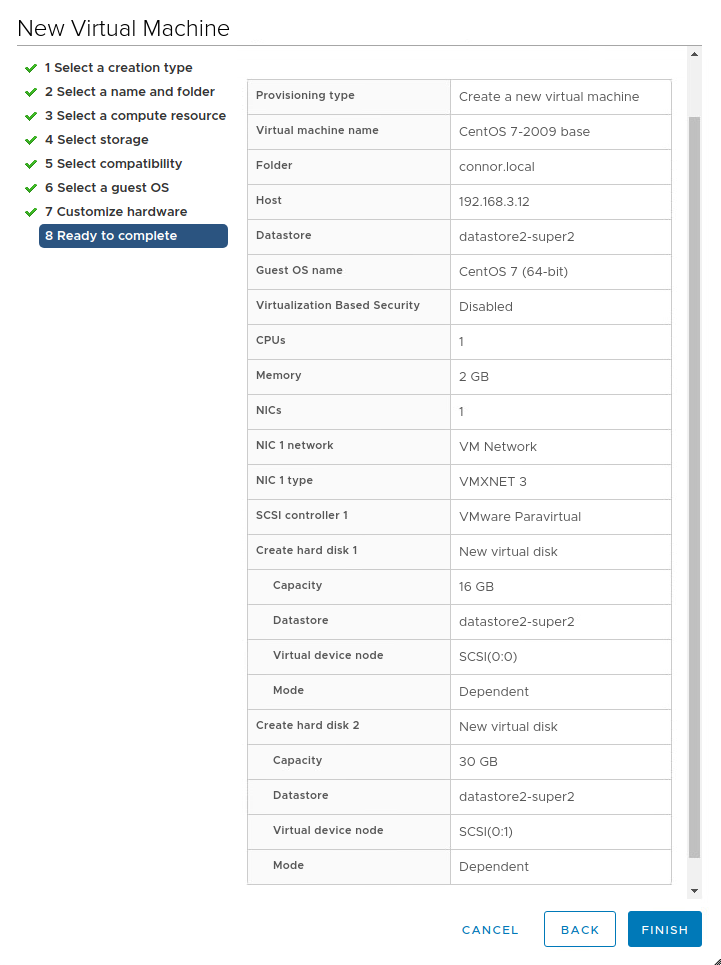 New Virtual Machine
1 Select a creation type
2 Select a name and folder
3 Select a compute resource
4 Select storage
5 Select compatibility
6 Select a guest OS
7 Customize hardware
8 Ready to complete
Provisioning type Create a new virtual machine
Virtual machine name CentOS 7-2009 base
Folder connor.local
Host 192.168.3.12
Datastore datastore2-super2
Guest OS name CentOS 7 (64-bit)
Virtualization Based Security Disabled
CPUs 1
Memory 2 GB
NICs 1
NIC 1 network VM Network
NIC 1 type VMXNET 3
SCSI controller 1 VMware Paravirtual
Create hard disk 1 New virtual disk
Capacity 16 GB
Datastore datastore2-super2
Virtual device node SCSI(0:0)
Mode Dependent
Create hard disk 2 New virtual disk
Capacity 30 GB
Datastore datastore2-super2
Virtual device node SCSI(0:1)
Mode Dependent
CANCEL BACK FINISH